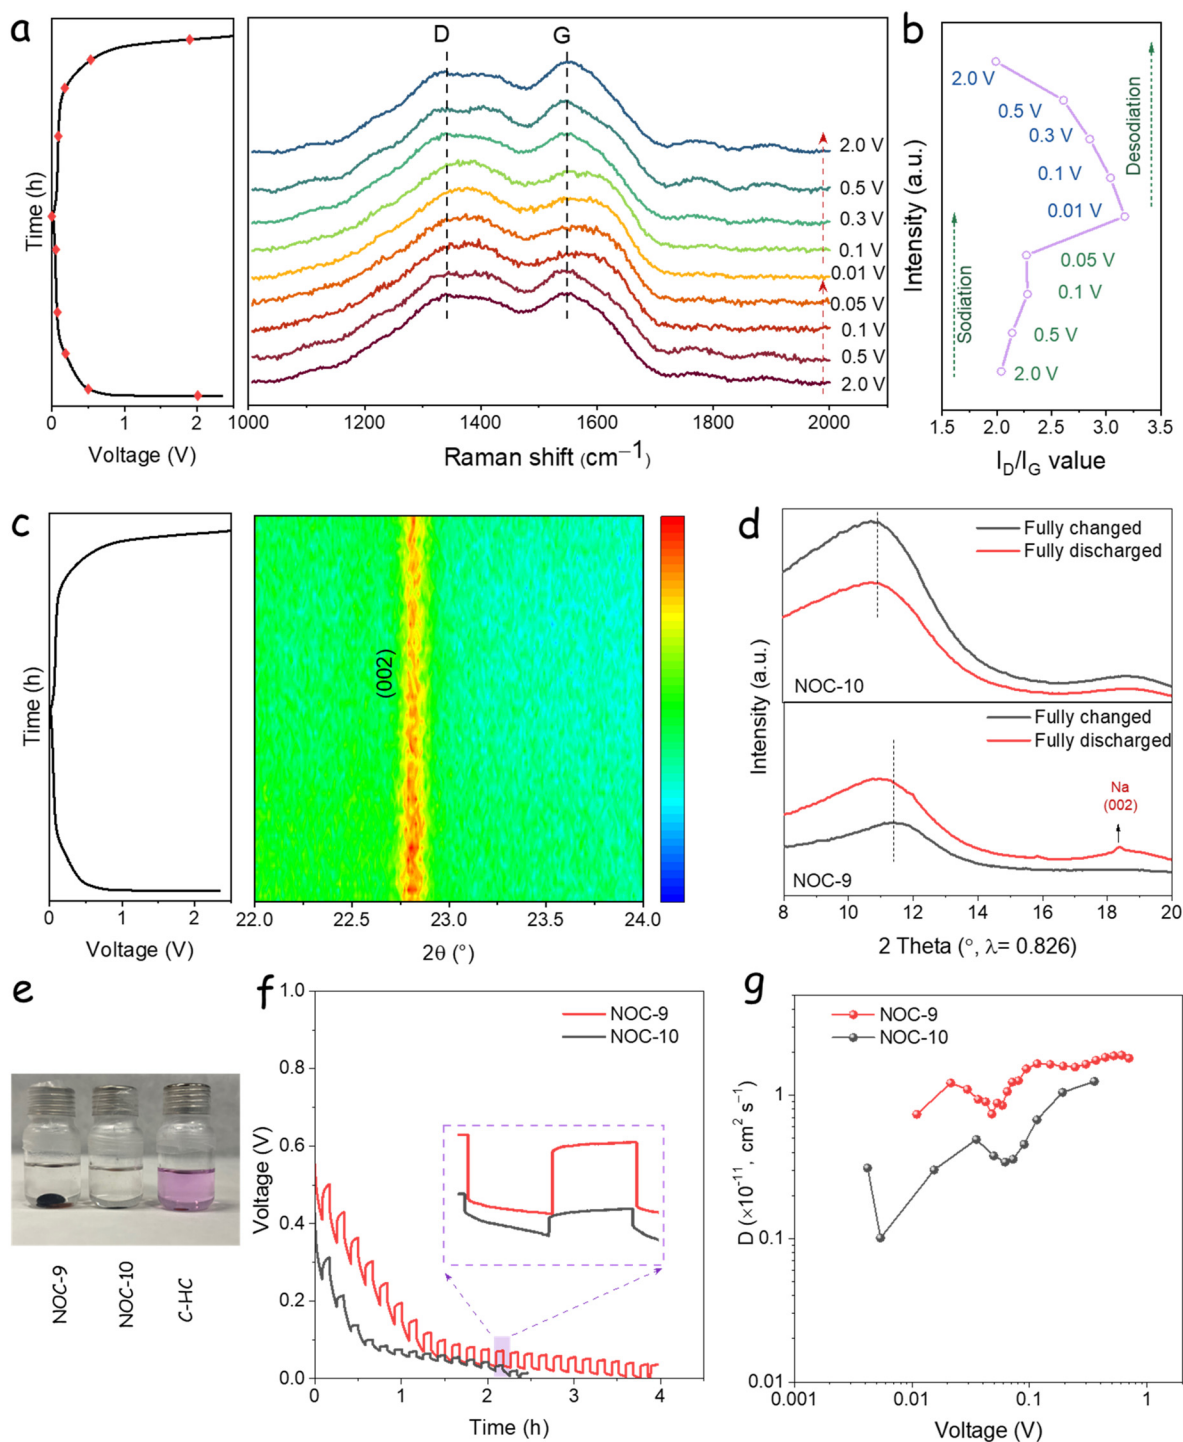 a
Time (h)
0
1
2
Voltage (V)
D
G
2.0 V
0.5 V
0.3 V
0.1 V
0.01 V
0.05 V
0.1 V
0.5 V
2.0 V
1000
1200
1400
1600
1800
2000
Raman shift (cm−1)
b
Intensity (a.u.)
2.0 V
0.5 V
0.3 V
0.1 V
0.01 V
0.05 V
0.1 V
0.5 V
2.0 V
Desodiation
Sodiation
1.5
2.0
2.5
3.0
3.5
ID/IG value
c
Time (h)
0
1
2
Voltage (V)
(002)
22.0
22.5
23.0
23.5
24.0
2θ (°)
d
Intensity (a.u.)
Fully changed
Fully discharged
NOC-10
Fully changed
Fully discharged
Na
(002)
NOC-9
8
10
12
14
16
18
20
2 Theta (°, λ= 0.826)
e
NOC-9
NOC-10
C-HC
f
Voltage (V)
1.0
0.8
0.6
0.4
0.2
0.0
NOC-9
NOC-10
0
1
2
3
4
Time (h)
g
D (×10−11, cm2 s−1)
NOC-9
NOC-10
1
0.1
0.01
0.001
0.01
0.1
1
Voltage (V)